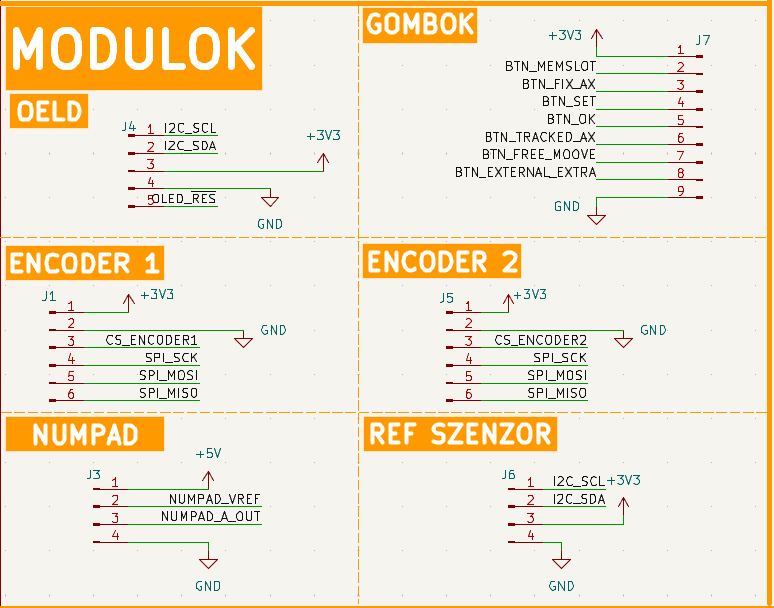 MODULOK
OELD
J4
1 I2C_SCL
2 I2C_SDA
3
4
5 OLED_RES
+3V3
GND
GOMBOK
+3V3
J7
1
BTN_MEMSLOT 2
BTN_FIX_AX 3
BTN_SET 4
BTN_OK 5
BTN_TRACKED_AX 6
BTN_FREE_MOOVE 7
BTN_EXTERNAL_EXTRA 8
9
GND
ENCODER 1
J1
+3V3
1
2
GND
3 CS_ENCODER1
4 SPI_SCK
5 SPI_MOSI
6 SPI_MISO
ENCODER 2
J5
+3V3
1
2
GND
3 CS_ENCODER2
4 SPI_SCK
5 SPI_MOSI
6 SPI_MISO
NUMPAD
+5V
J3
1
2 NUMPAD_VREF
3 NUMPAD_A_OUT
4
GND
REF SZENZOR
J6
1 I2C_SCL
+3V3
2 I2C_SDA
3
4
GND